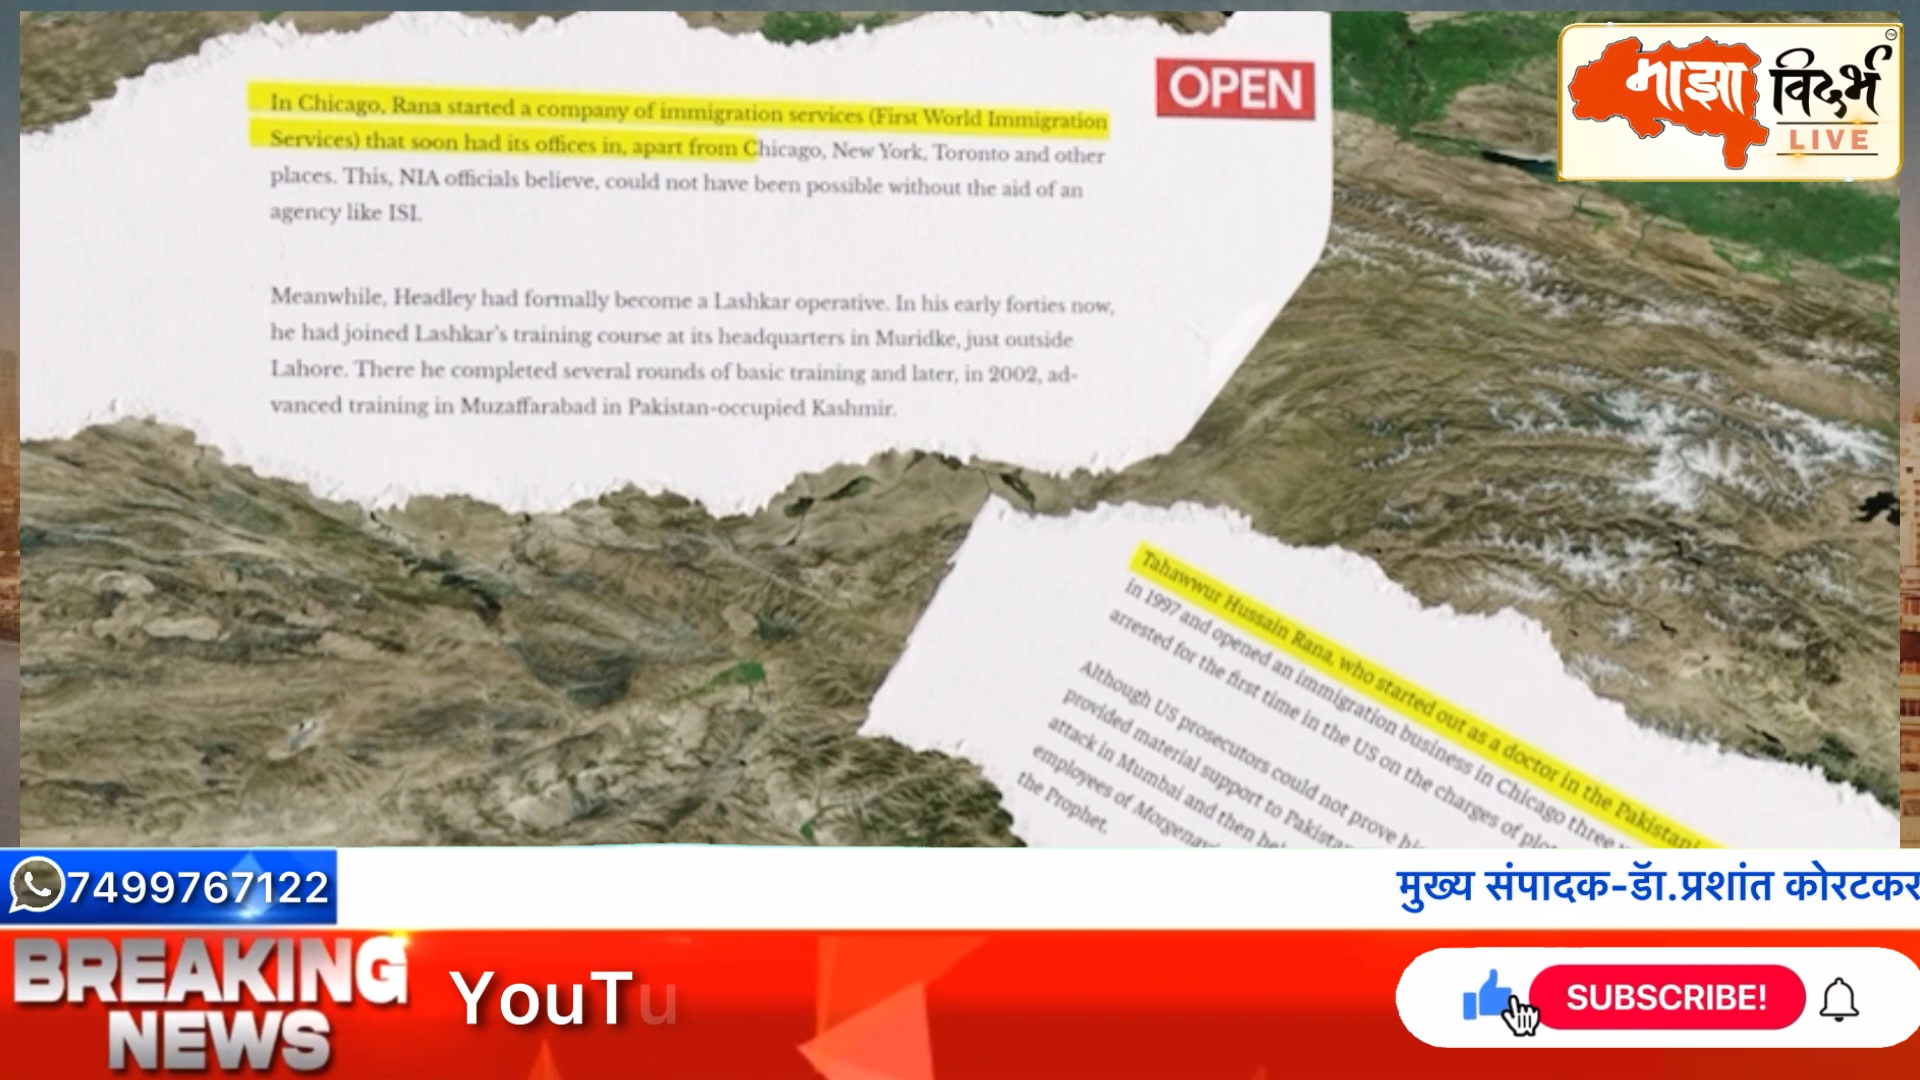 OPEN
माझा विदर्भ
LIVE
In Chicago, Rana started a company of immigration services (First World Immigration
Services) that soon had its offices in, apart from Chicago, New York, Toronto and other
places. This, NIA officials believe, could not have been possible without the aid of an
agency like ISI.
Meanwhile, Headley had formally become a Lashkar operative. In his early forties now,
he had joined Lashkar's training course at its headquarters in Muridke, just outside
Lahore. There he completed several rounds of basic training and later, in 2002, ad-
vanced training in Muzaffarabad in Pakistan-occupied Kashmir.
Tahawwur Hussain Rana, who started out as a doctor in the Pakistani
in 1997 and opened an immigration business in Chicago three
arrested for the first time in the US on the charges of
Although US prosecutors could not prove
provided material support to
attack in Mumbai and then
employees of
the Prophet.
7499767122
मुख्य संपादक-डॉ.प्रशांत कोरटकर
BREAKING
NEWS
YouTu
SUBSCRIBE!